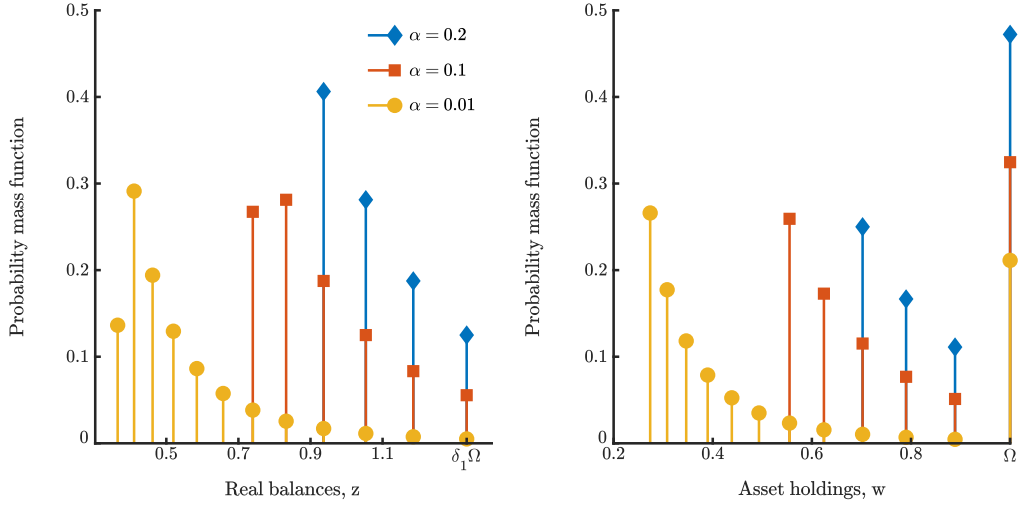 0.5
0.4
0.3
0.2
0.1
0
Probability mass function
0.5 0.7 0.9 1.1 δ₁Ω
Real balances, z
α = 0.2
α = 0.1
α = 0.01
0.5
0.4
0.3
0.2
0.1
0
Probability mass function
0.2 0.4 0.6 0.8 Ω
Asset holdings, w